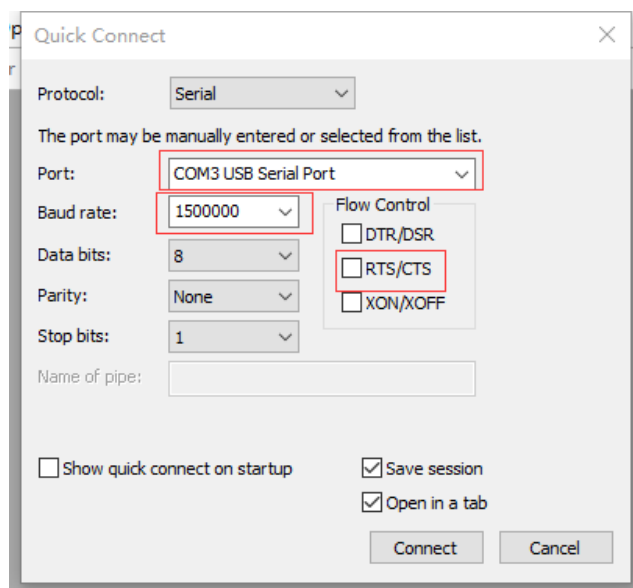 Quick Connect
Protocol: Serial
The port may be manually entered or selected from the list.
Port: COM3 USB Serial Port
Baud rate: 1500000
Flow Control
DTR/DSR
Data bits: 8
RTS/CTS
Parity: None
XON/XOFF
Stop bits: 1
Name of pipe:
Show quick connect on startup
Save session
Open in a tab
Connect Cancel